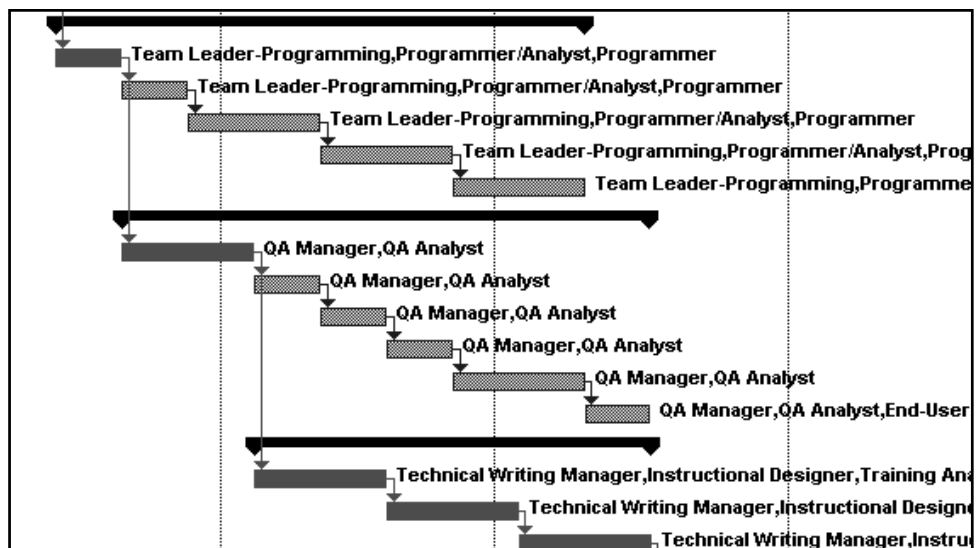 Team Leader-Programming,Programmer/Analyst,Programmer
Team Leader-Programming,Programmer/Analyst,Programmer
Team Leader-Programming,Programmer/Analyst,Programmer
Team Leader-Programming,Programmer/Analyst,Prog
Team Leader-Programming,Programme
QA Manager,QA Analyst
QA Manager,QA Analyst
QA Manager,QA Analyst
QA Manager,QA Analyst
QA Manager,QA Analyst
QA Manager,QA Analyst,End-User
Technical Writing Manager,Instructional Designer,Training Ana
Technical Writing Manager,Instructional Designe
Technical Writing Manager,Instru